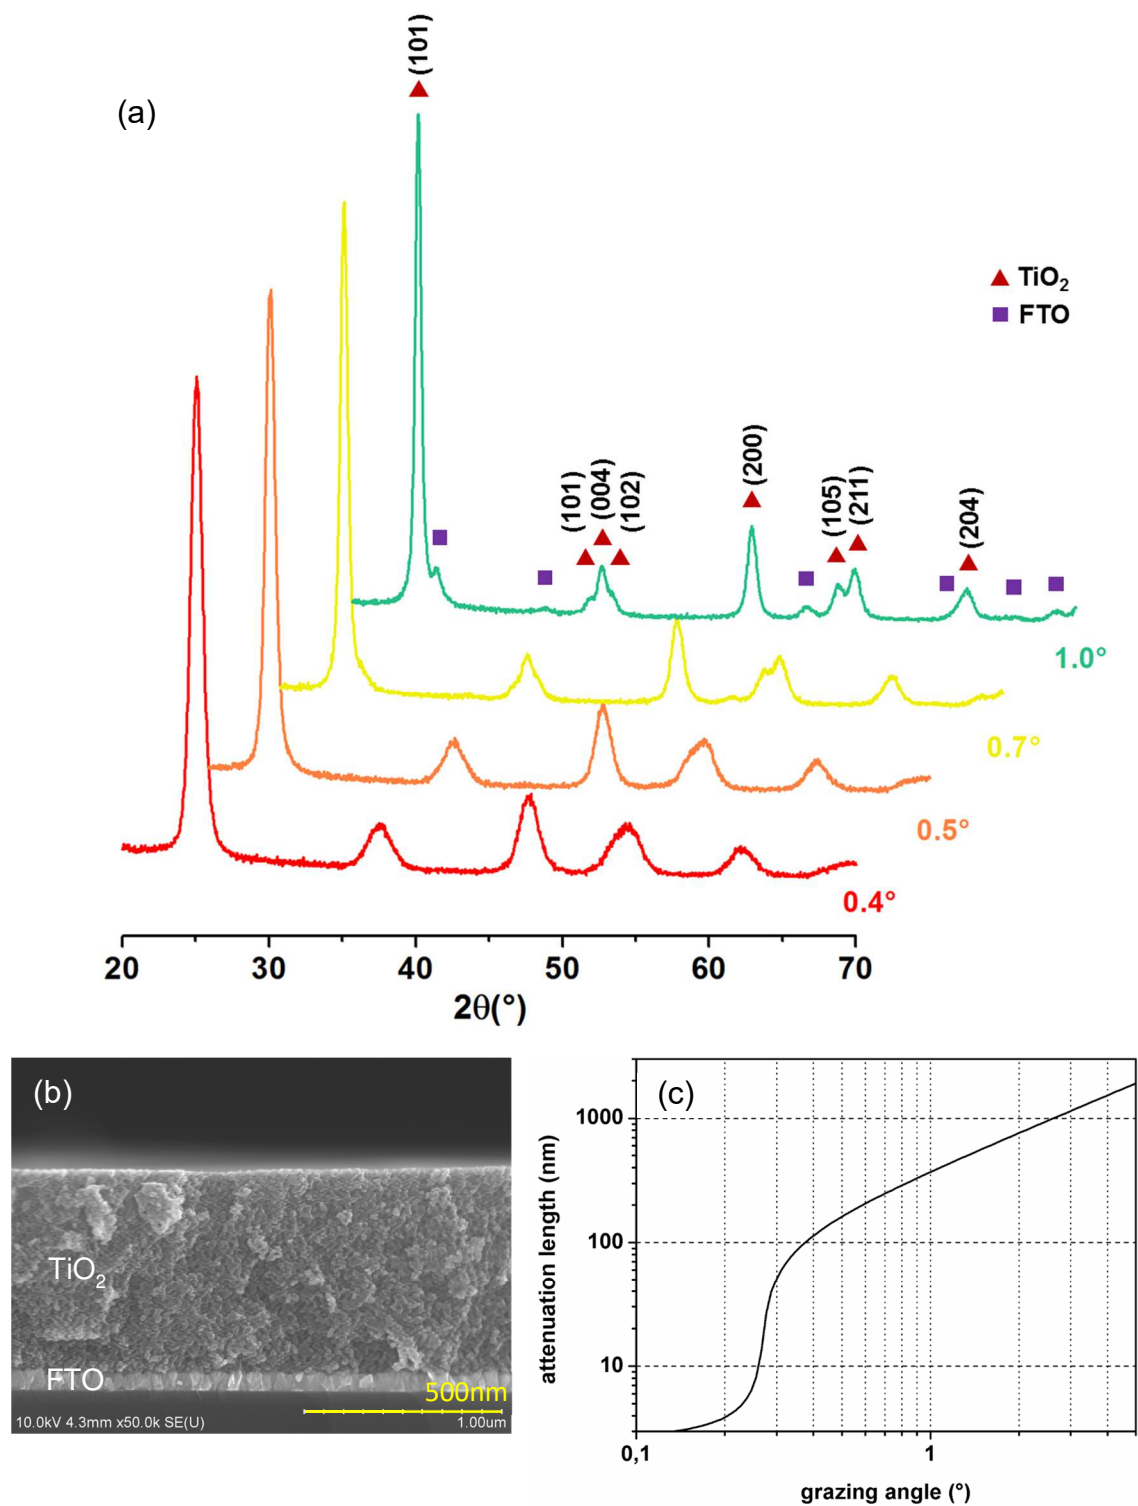 (a)
(101)
TiO₂
FTO
(101)
(004)
(102)
(200)
(105)
(211)
(204)
1.0°
0.7°
0.5°
0.4°
20 30 40 50 60 70
2θ(°)
(b)
TiO₂
FTO
500nm
10.0kV 4.3mm x50.0k SE(U) 1.00um
(c)
1000
100
10
attenuation length (nm)
0,1 1
grazing angle (°)